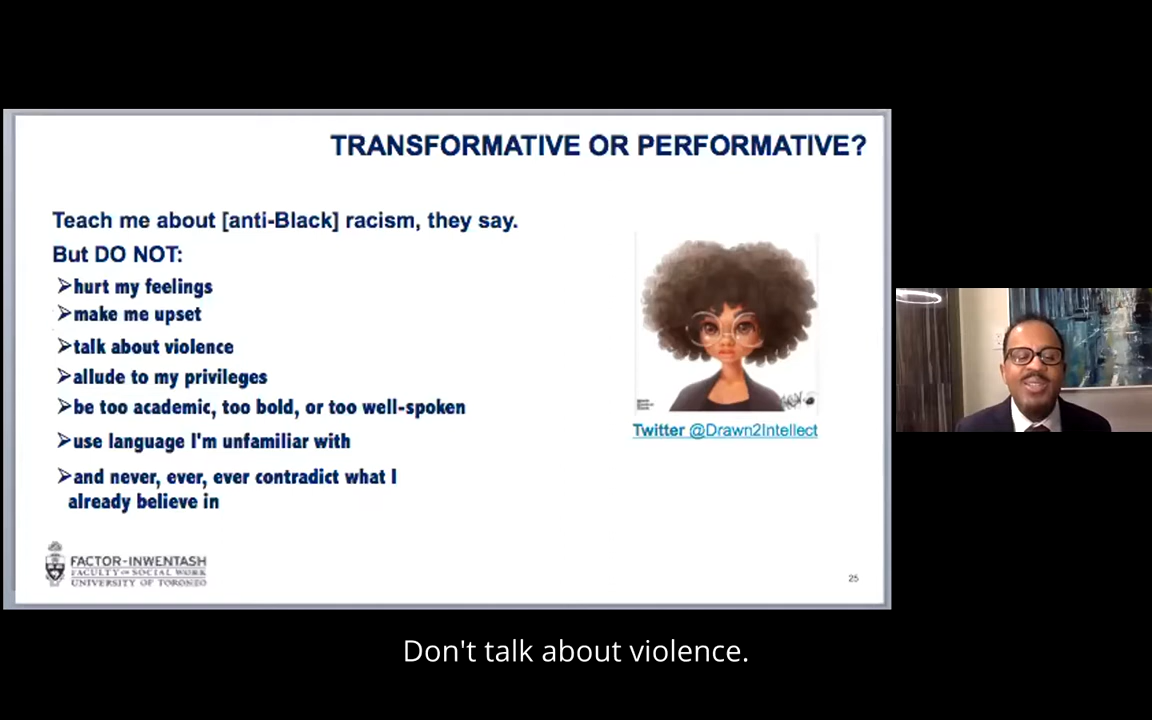 TRANSFORMATIVE OR PERFORMATIVE?
Teach me about [anti-Black] racism, they say.
But DO NOT:
➢hurt my feelings
➢make me upset
➢talk about violence
➢allude to my privileges
➢be too academic, too bold, or too well-spoken
➢use language I'm unfamiliar with
➢and never, ever, ever contradict what I
already believe in
Twitter @Drawn2Intellect
FACTOR-INWENTASH
FACULTY OF SOCIAL WORK
UNIVERSITY OF TORONTO
25
Don't talk about violence.